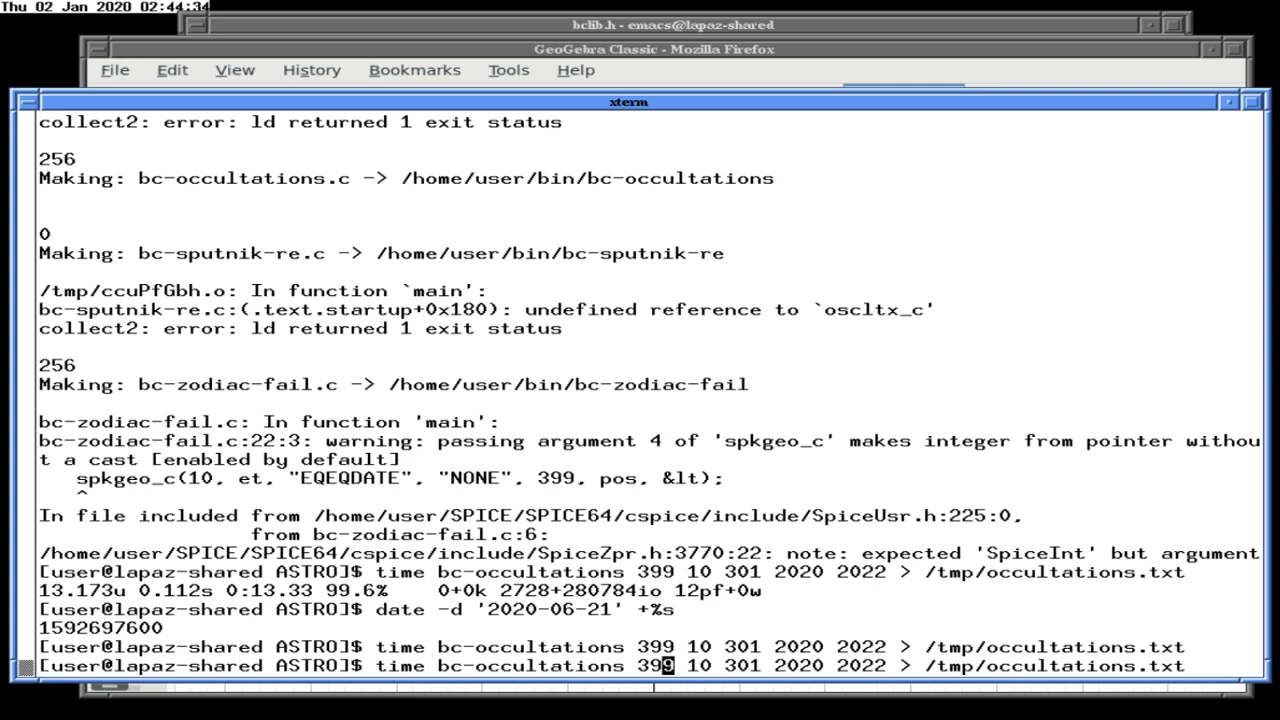 Thu 02 Jan 2020 02:44:34
bclib.h - emacs@lapaz-shared
GeoGebra Classic - Mozilla Firefox
File Edit View History Bookmarks Tools Help
xterm
collect2: error: ld returned 1 exit status
256
Making: bc-occultations.c -> /home/user/bin/bc-occultations
0
Making: bc-sputnik-re.c -> /home/user/bin/bc-sputnik-re
/tmp/ccuPfGbh.o: In function `main':
bc-sputnik-re.c:(.text.startup+0x180): undefined reference to `oscltx_c'
collect2: error: ld returned 1 exit status
256
Making: bc-zodiac-fail.c -> /home/user/bin/bc-zodiac-fail
bc-zodiac-fail.c: In function 'main':
bc-zodiac-fail.c:22:3: warning: passing argument 4 of 'spkgeo_c' makes integer from pointer withou
t a cast [enabled by default]
spkgeo_c(10, et, "EQEQDATE", "NONE", 399, pos, &lt);
^
In file included from /home/user/SPICE/SPICE64/cspice/include/SpiceUsr.h:225:0,
from bc-zodiac-fail.c:6:
/home/user/SPICE/SPICE64/cspice/include/SpiceZpr.h:3770:22: note: expected 'SpiceInt' but argument
[user@lapaz-shared ASTRO]$ time bc-occultations 399 10 301 2020 2022 > /tmp/occultations.txt
13.173u 0.112s 0:13.33 99.6% 0+0k 2728+280784io 12pf+0w
[user@lapaz-shared ASTRO]$ date -d '2020-06-21' +%s
1592697600
[user@lapaz-shared ASTRO]$ time bc-occultations 399 10 301 2020 2022 > /tmp/occultations.txt
[user@lapaz-shared ASTRO]$ time bc-occultations 399 10 301 2020 2022 > /tmp/occultations.txt